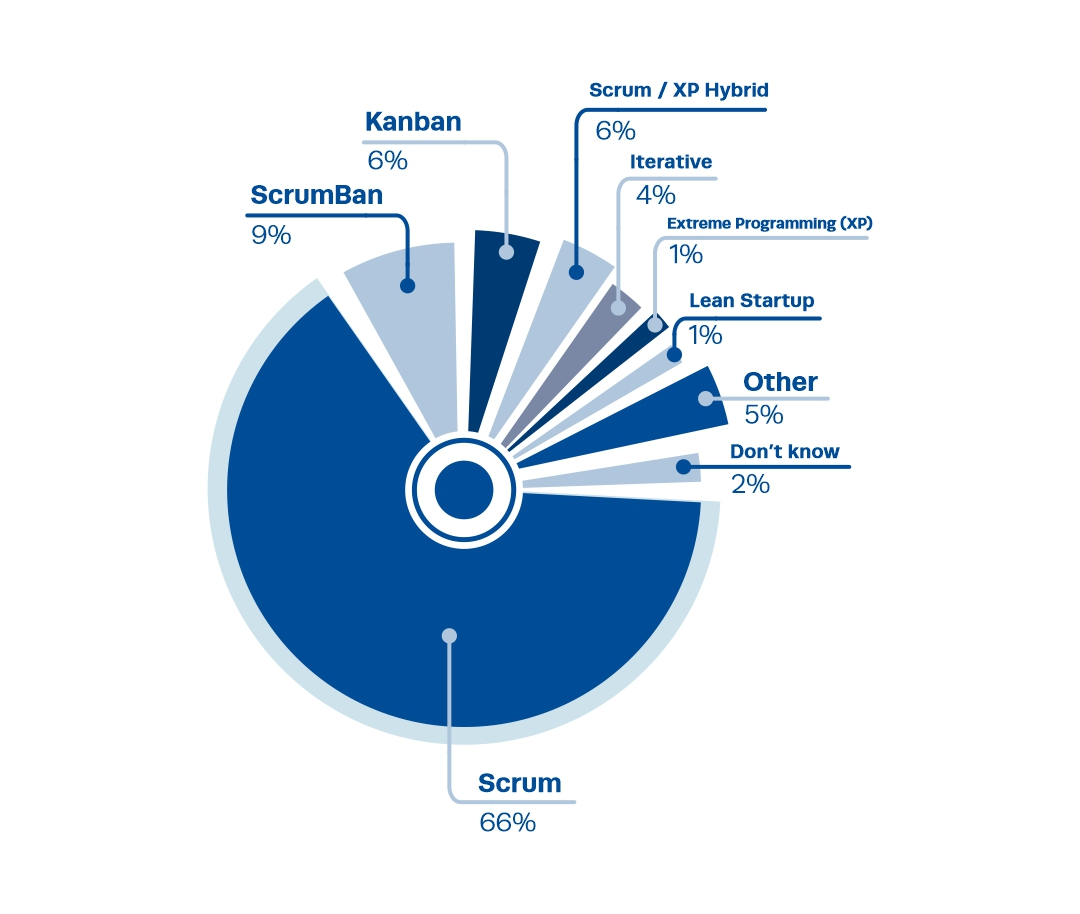 Scrum / XP Hybrid
6%
Kanban
6%
Iterative
4%
ScrumBan
9%
Extreme Programming (XP)
1%
Lean Startup
1%
Other
5%
Don't know
2%
Scrum
66%